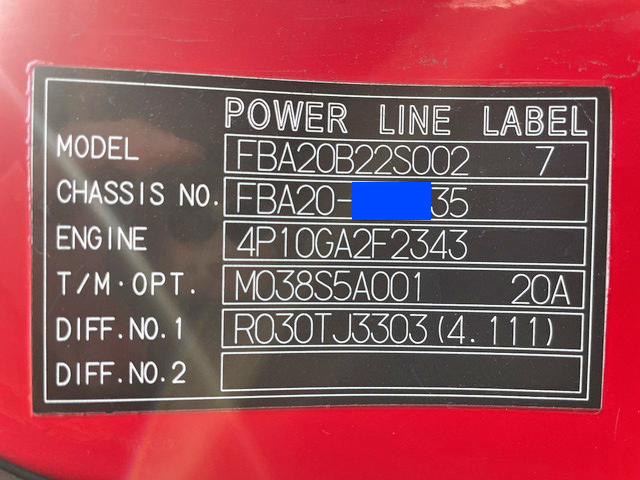 POWER LINE LABEL
MODEL FBA20B22S002 7
CHASSIS NO. FBA20- 35
ENGINE 4P10GA2F2343
T/M·OPT. M038S5A001 20A
DIFF.NO.1 R030TJ3303(4.111)
DIFF.NO.2